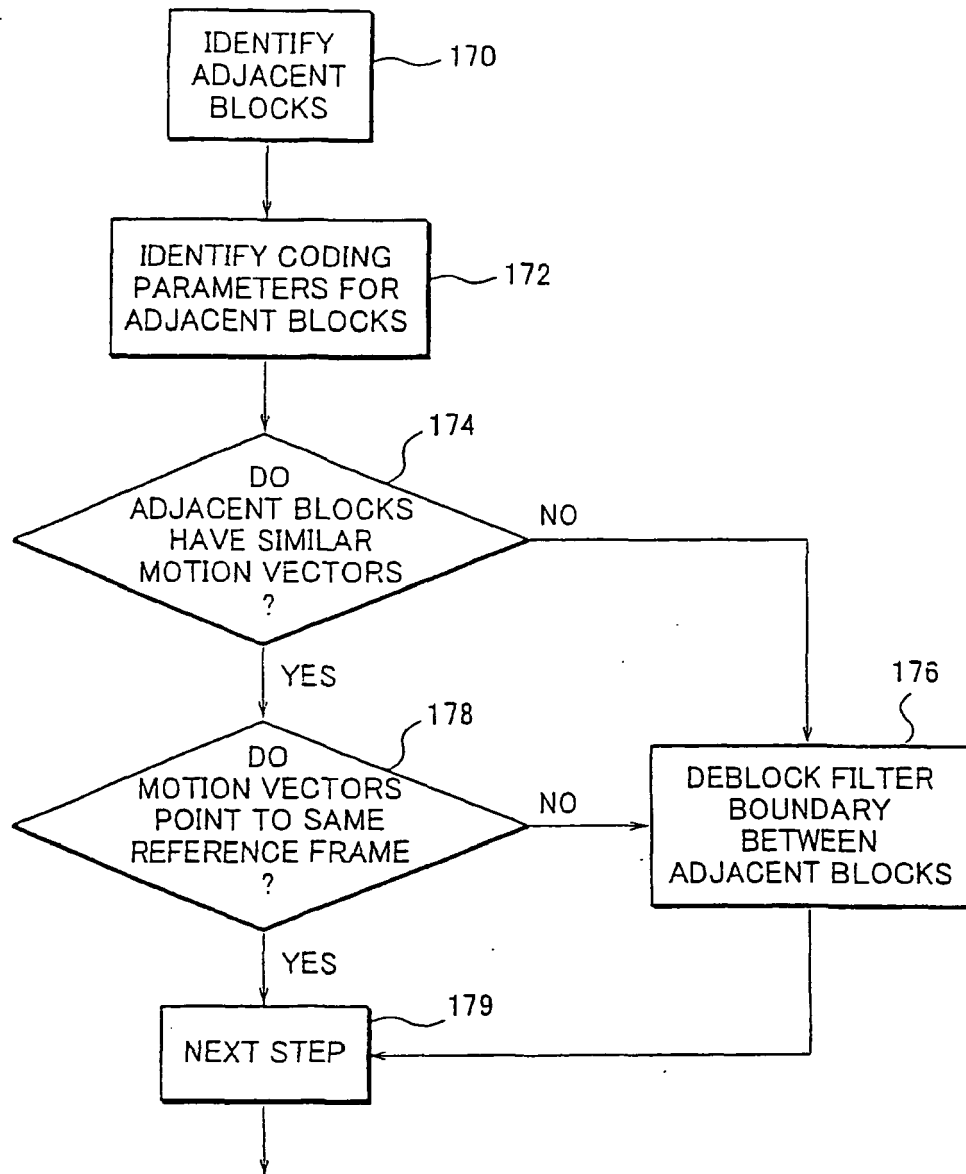 IDENTIFY
ADJACENT
BLOCKS
170
IDENTIFY CODING
PARAMETERS FOR
ADJACENT BLOCKS
172
174
DO
ADJACENT BLOCKS
HAVE SIMILAR
MOTION VECTORS
?
NO
YES
176
178
DO
MOTION VECTORS
POINT TO SAME
REFERENCE FRAME
?
NO
DEBLOCK FILTER
BOUNDARY
BETWEEN
ADJACENT BLOCKS
YES
179
NEXT STEP